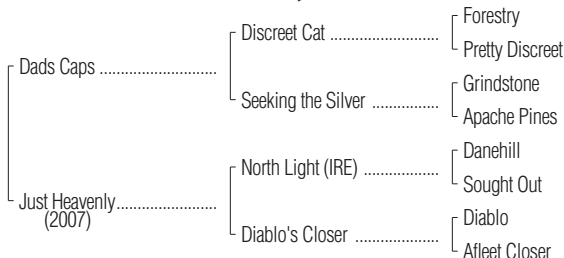 Forestry
Discreet Cat ......................
Pretty Discreet
Dads Caps ........................
Grindstone
Seeking the Silver .............
Apache Pines
Danehill
North Light (IRE) ...............
Sought Out
Just Heavenly....................
(2007)
Diablo
Diablo's Closer .................
Afleet Closer